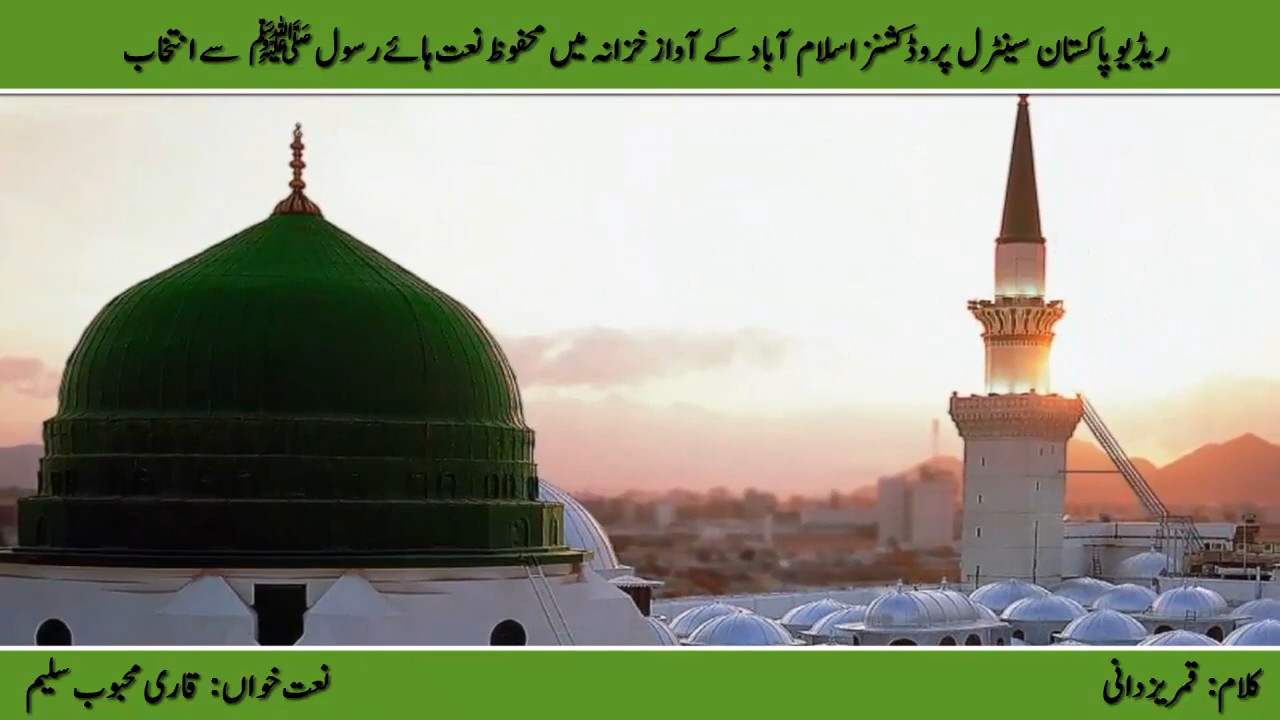 ریڈیو پاکستان سینٹرل پروڈکشنز اسلام آباد کے آواز خزانہ میں محفوظ نعت ہائے رسول ﷺ سے انتخاب
کلام: قمر یزدانی
نعت خواں: قاری محبوب سلیم